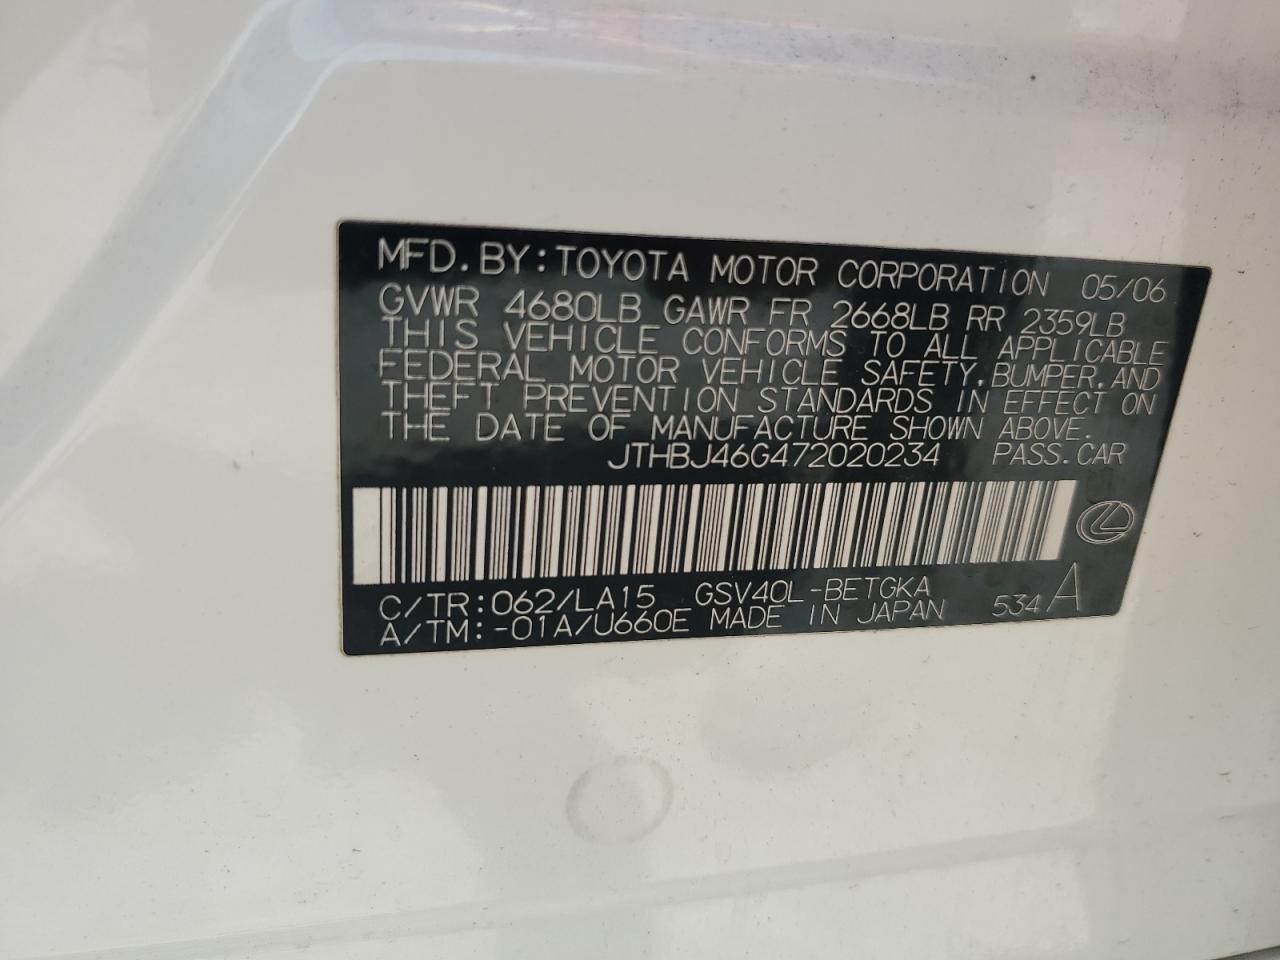 MFD. BY: TOYOTA MOTOR CORPORATION 05/06
GVWR 4680LB GAWR FR 2668LB RR 2359LB
THIS VEHICLE CONFORMS TO ALL APPLICABLE
FEDERAL MOTOR VEHICLE SAFETY, BUMPER, AND
THEFT PREVENTION STANDARDS IN EFFECT ON
THE DATE OF MANUFACTURE SHOWN ABOVE.
JTHBJ46G472020234 PASS. CAR
C/TR: 062/LA15 GSV40L-BETGKA
A/TM: -01A/U660E MADE IN JAPAN 534 A